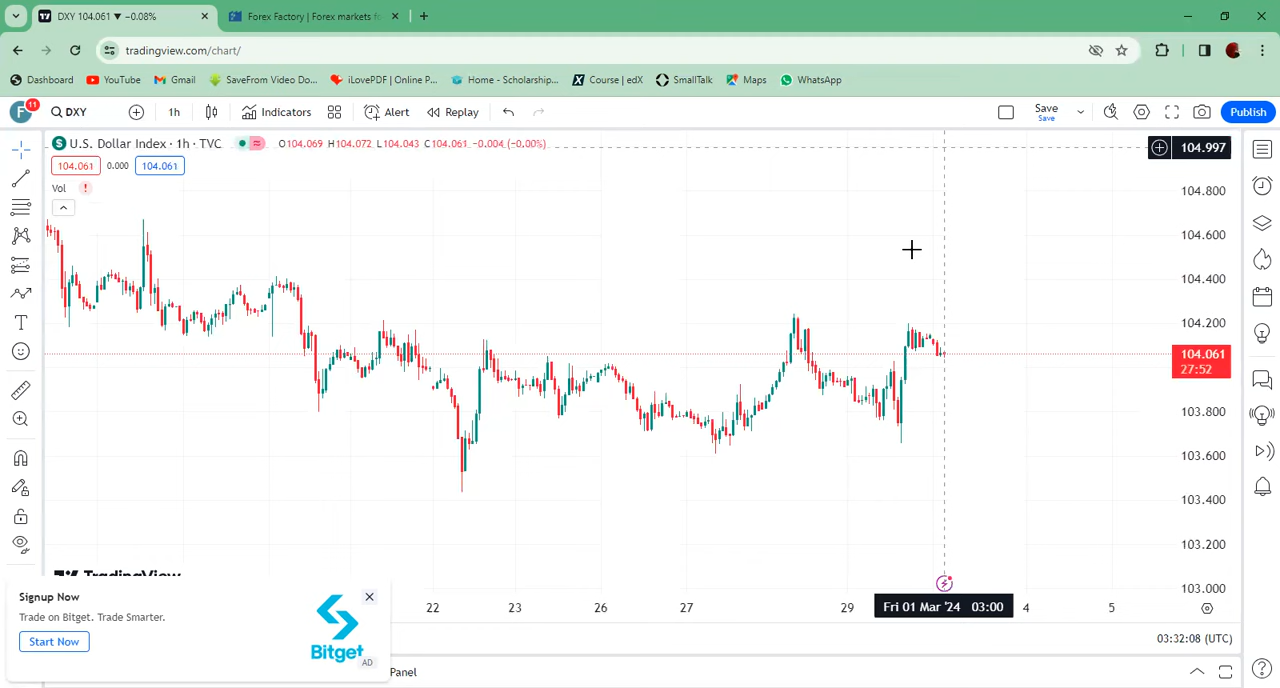 DXY 104.061 ▼ −0.08%
Forex Factory | Forex markets fo
tradingview.com/chart/
Dashboard YouTube Gmail SaveFrom Video Do... iLovePDF | Online P... Home - Scholarship... Course | edX SmallTalk Maps WhatsApp
F 11 DXY 1h Indicators Alert Replay Save Save Publish
U.S. Dollar Index · 1h · TVC O104.069 H104.072 L104.043 C104.061 −0.004 (−0.00%)
104.997
104.061 0.000 104.061
Vol !
104.800
104.600
104.400
104.200
104.061
27:52
103.800
103.600
103.400
103.200
103.000
TradingView
22 23 26 27 29 Fri 01 Mar '24 03:00 4 5
Signup Now
Trade on Bitget. Trade Smarter.
Start Now
Bitget
AD
03:32:08 (UTC)
Panel